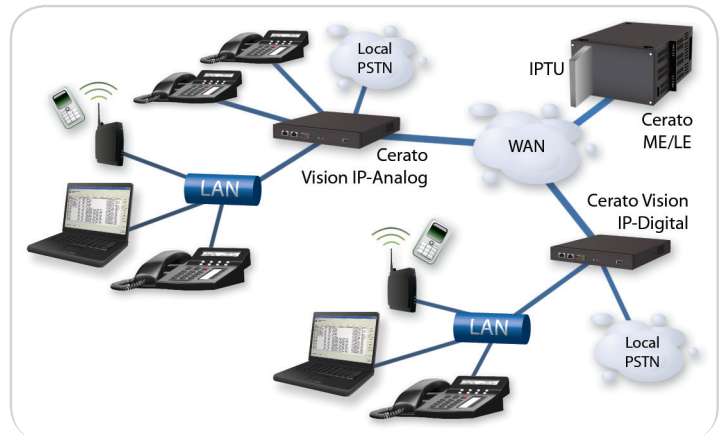 Local
PSTN
IPTU
Cerato
ME/LE
WAN
Cerato
Vision IP-Analog
LAN
Cerato Vision
IP-Digital
LAN
Local
PSTN